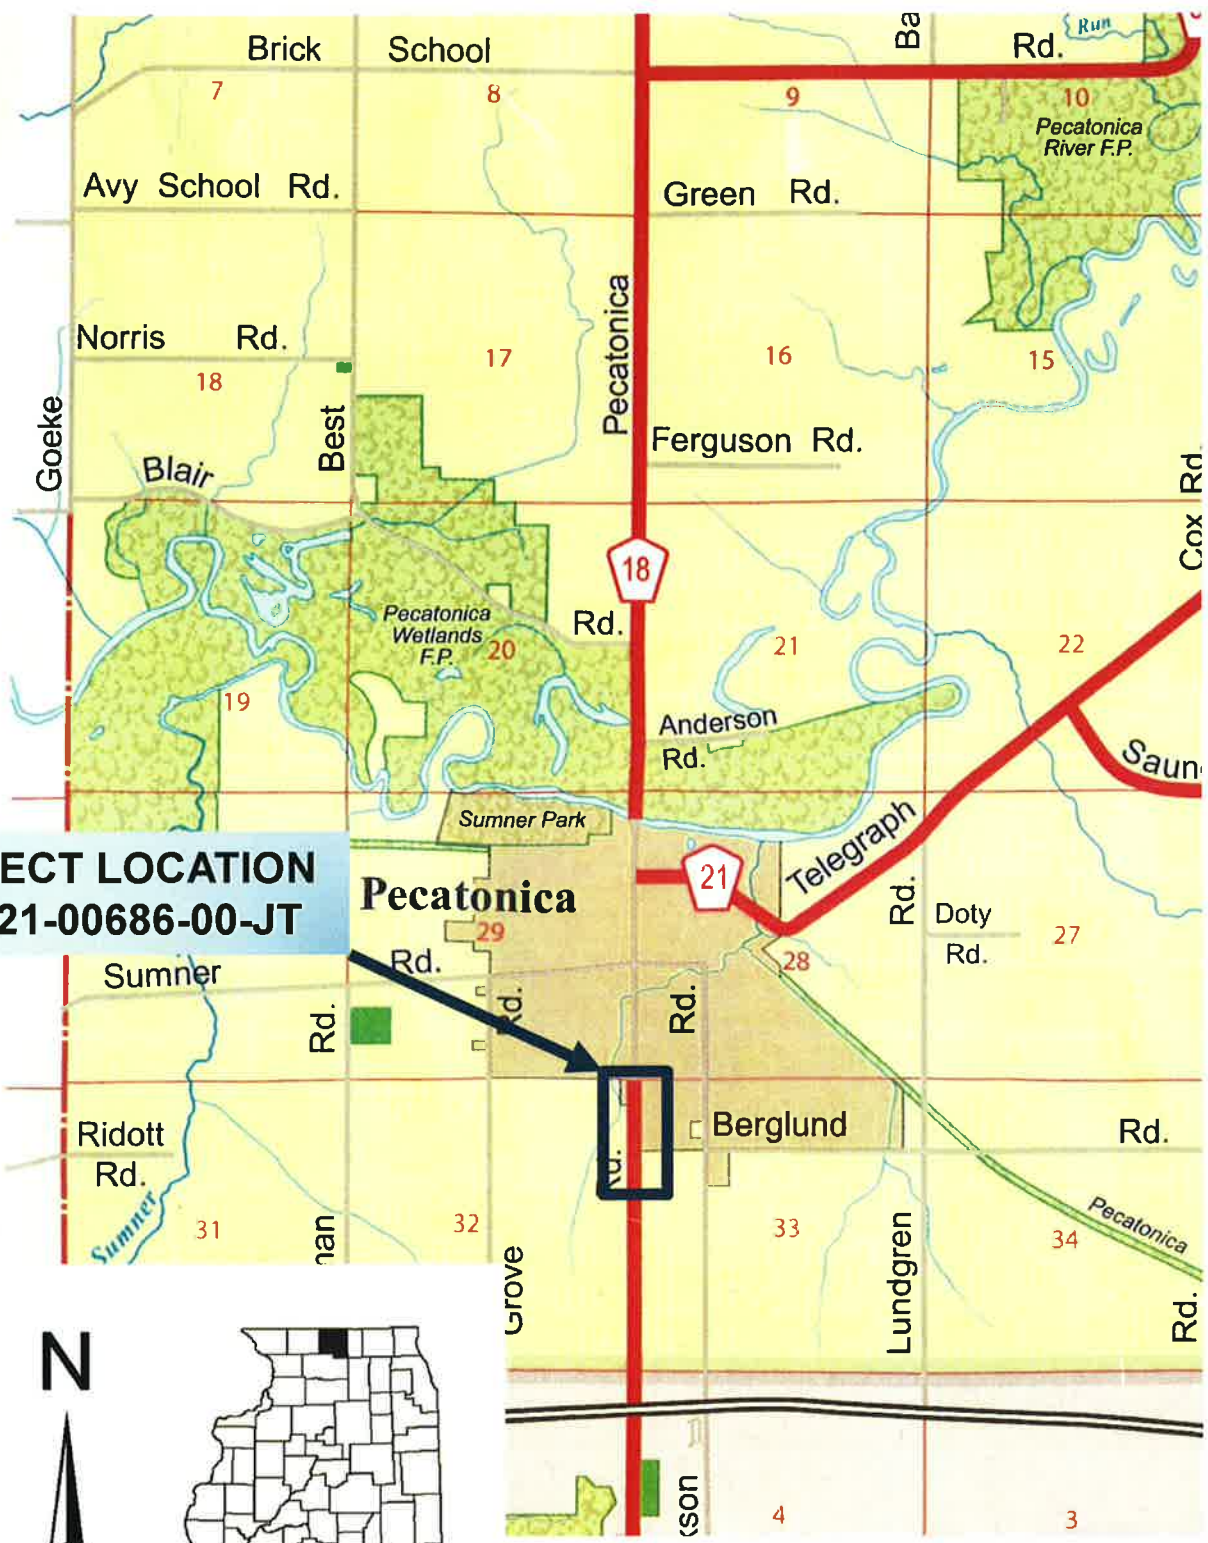 Run
Ba
Brick School
Rd.
7
8
9
10
Pecatonica
River F.P.
Avy School Rd.
Green Rd.
Pecatonica
Norris Rd.
17
16
15
18
Goeke
Best
Ferguson Rd.
Blair
Cox Rd.
18
Pecatonica
Wetlands
F.P.
20
Rd.
21
22
19
Anderson
Rd.
Saun
Sumner Park
Telegraph
ECT LOCATION
21-00686-00-JT
Pecatonica
21
29
Rd.
Doty
Rd.
27
28
Sumner
Rd.
Rd.
Rd.
Rd.
Ridott
Rd.
Berglund
Rd.
Rd.
Sumner
31
32
33
34
Pecatonica
man
Grove
Lundgren
Rd.
N
kson
4
3